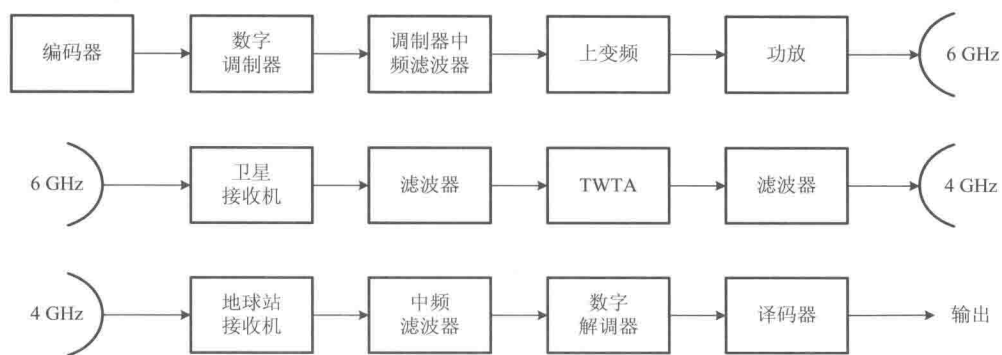 编码器
数字
调制器
调制器中
频滤波器
上变频
功放
6 GHz
6 GHz
卫星
接收机
滤波器
TWTA
滤波器
4 GHz
4 GHz
地球站
接收机
中频
滤波器
数字
解调器
译码器
输出